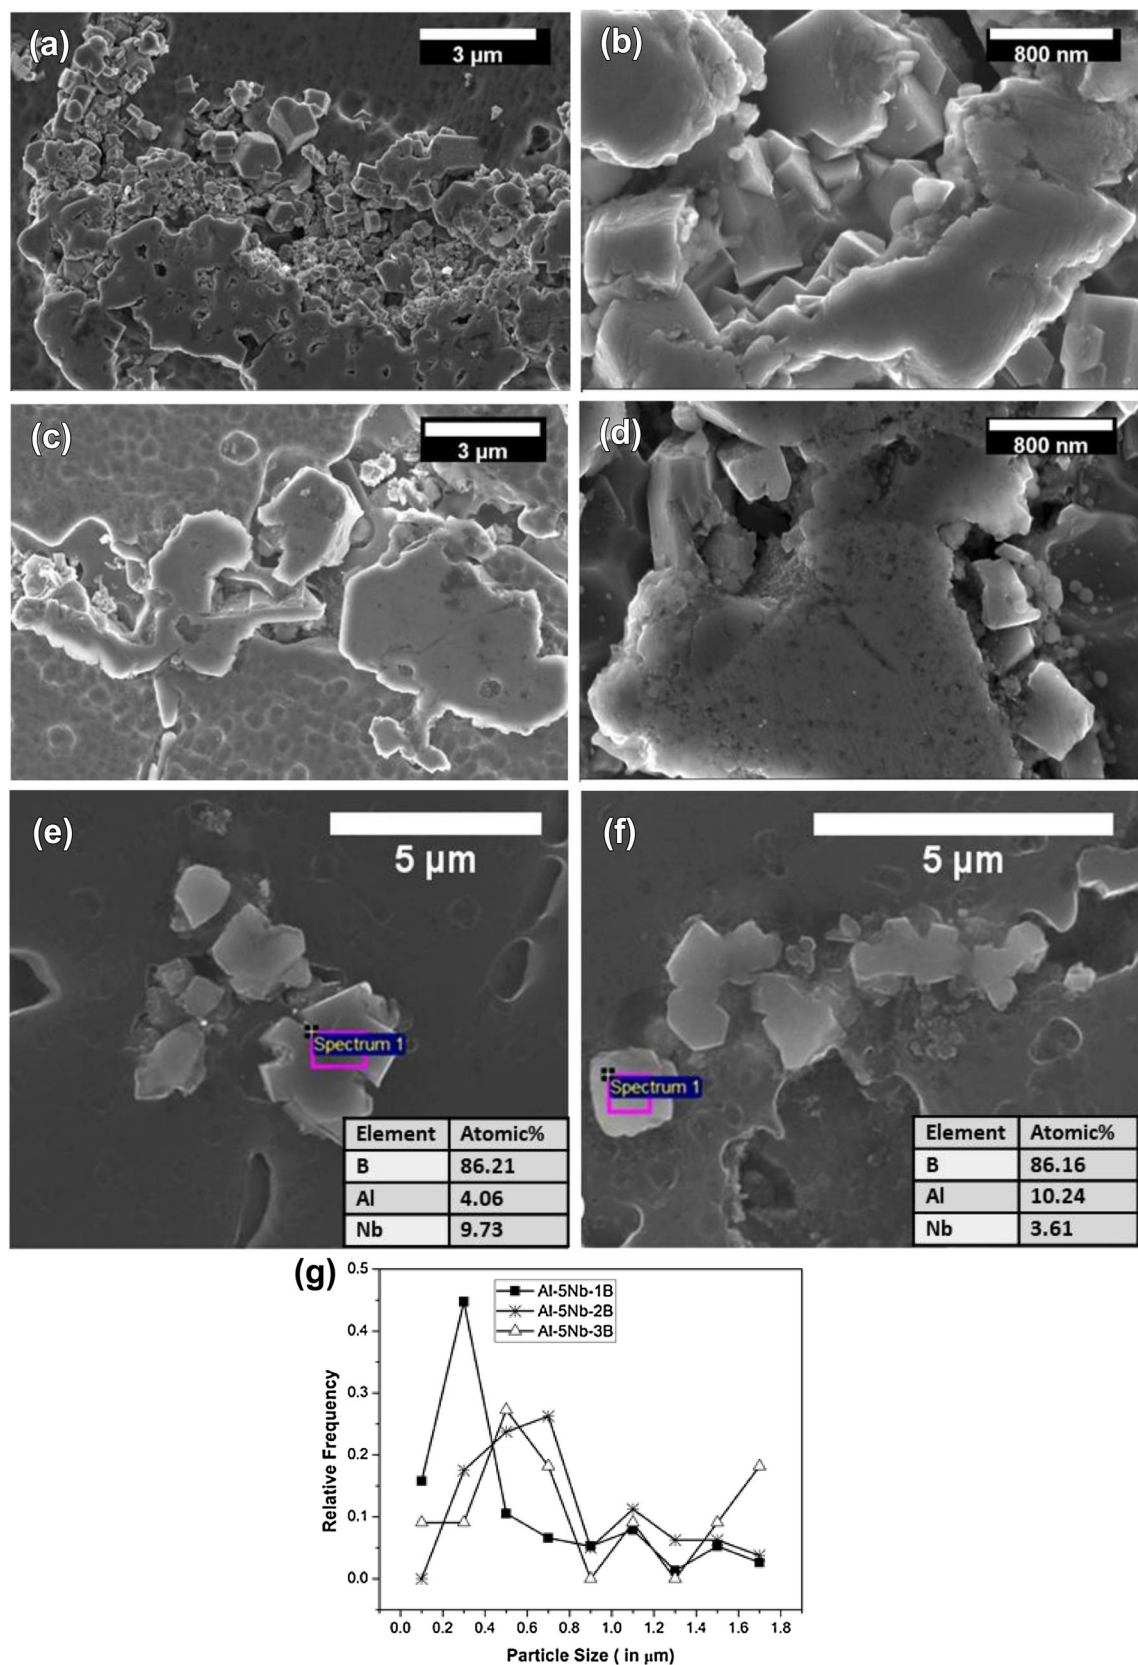 (a)
3 µm
(b)
800 nm
(c)
3 µm
(d)
800 nm
(e)
5 µm
Spectrum 1
Element Atomic%
B 86.21
Al 4.06
Nb 9.73
(f)
5 µm
Spectrum 1
Element Atomic%
B 86.16
Al 10.24
Nb 3.61
(g)
Al-5Nb-1B
Al-5Nb-2B
Al-5Nb-3B
Relative Frequency
0.5
0.4
0.3
0.2
0.1
0.0
0.0 0.2 0.4 0.6 0.8 1.0 1.2 1.4 1.6 1.8
Particle Size ( in µm)